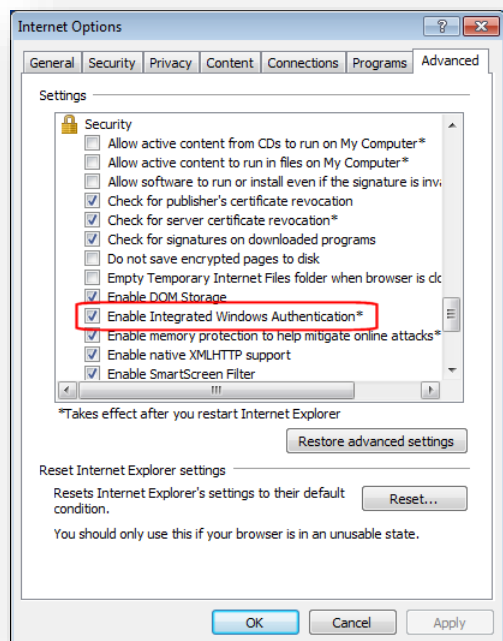 Internet Options
General Security Privacy Content Connections Programs Advanced
Settings
Security
Allow active content from CDs to run on My Computer*
Allow active content to run in files on My Computer*
Allow software to run or install even if the signature is
Check for publisher's certificate revocation
Check for server certificate revocation*
Check for signatures on downloaded programs
Do not save encrypted pages to disk
Empty Temporary Internet Files folder when browser is
Enable DOM Storage
Enable Integrated Windows Authentication*
Enable memory protection to help mitigate online attacks*
Enable native XMLHTTP support
Enable SmartScreen Filter
*Takes effect after you restart Internet Explorer
Restore advanced settings
Reset Internet Explorer settings
Resets Internet Explorer's settings to their default
condition.
Reset...
You should only use this if your browser is in an unusable state.
OK Cancel Apply